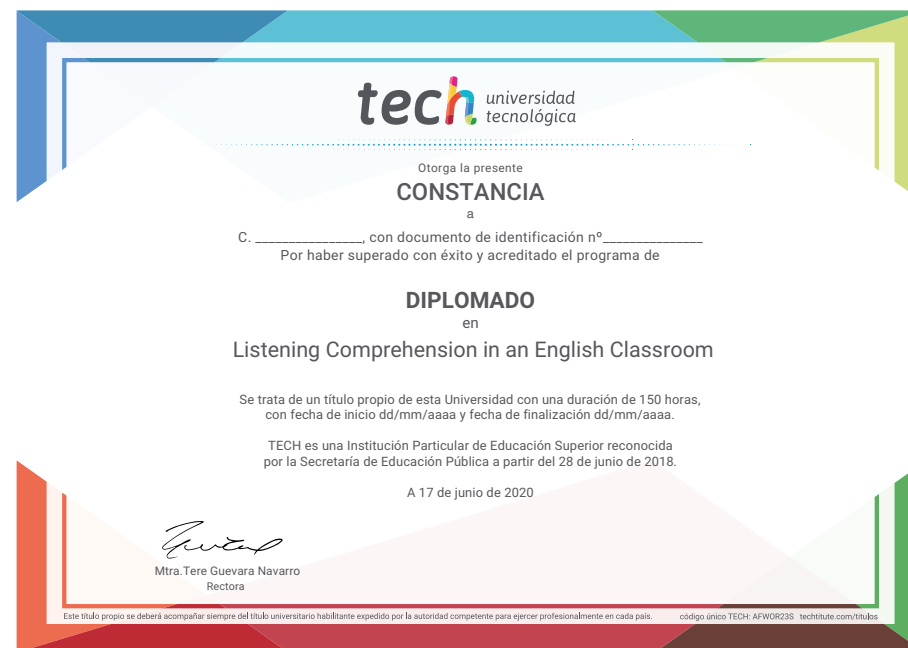 tech universidad
tecnológica
Otorga la presente
CONSTANCIA
a
C. ________________, con documento de identificación nº_______________
Por haber superado con éxito y acreditado el programa de
DIPLOMADO
en
Listening Comprehension in an English Classroom
Se trata de un título propio de esta Universidad con una duración de 150 horas,
con fecha de inicio dd/mm/aaaa y fecha de finalización dd/mm/aaaa.
TECH es una Institución Particular de Educación Superior reconocida
por la Secretaría de Educación Pública a partir del 28 de junio de 2018.
A 17 de junio de 2020
Mtra.Tere Guevara Navarro
Rectora
Este título propio se deberá acompañar siempre del título universitario habilitante expedido por la autoridad competente para ejercer profesionalmente en cada país. código único TECH: AFWOR23S techtitute.com/titulos